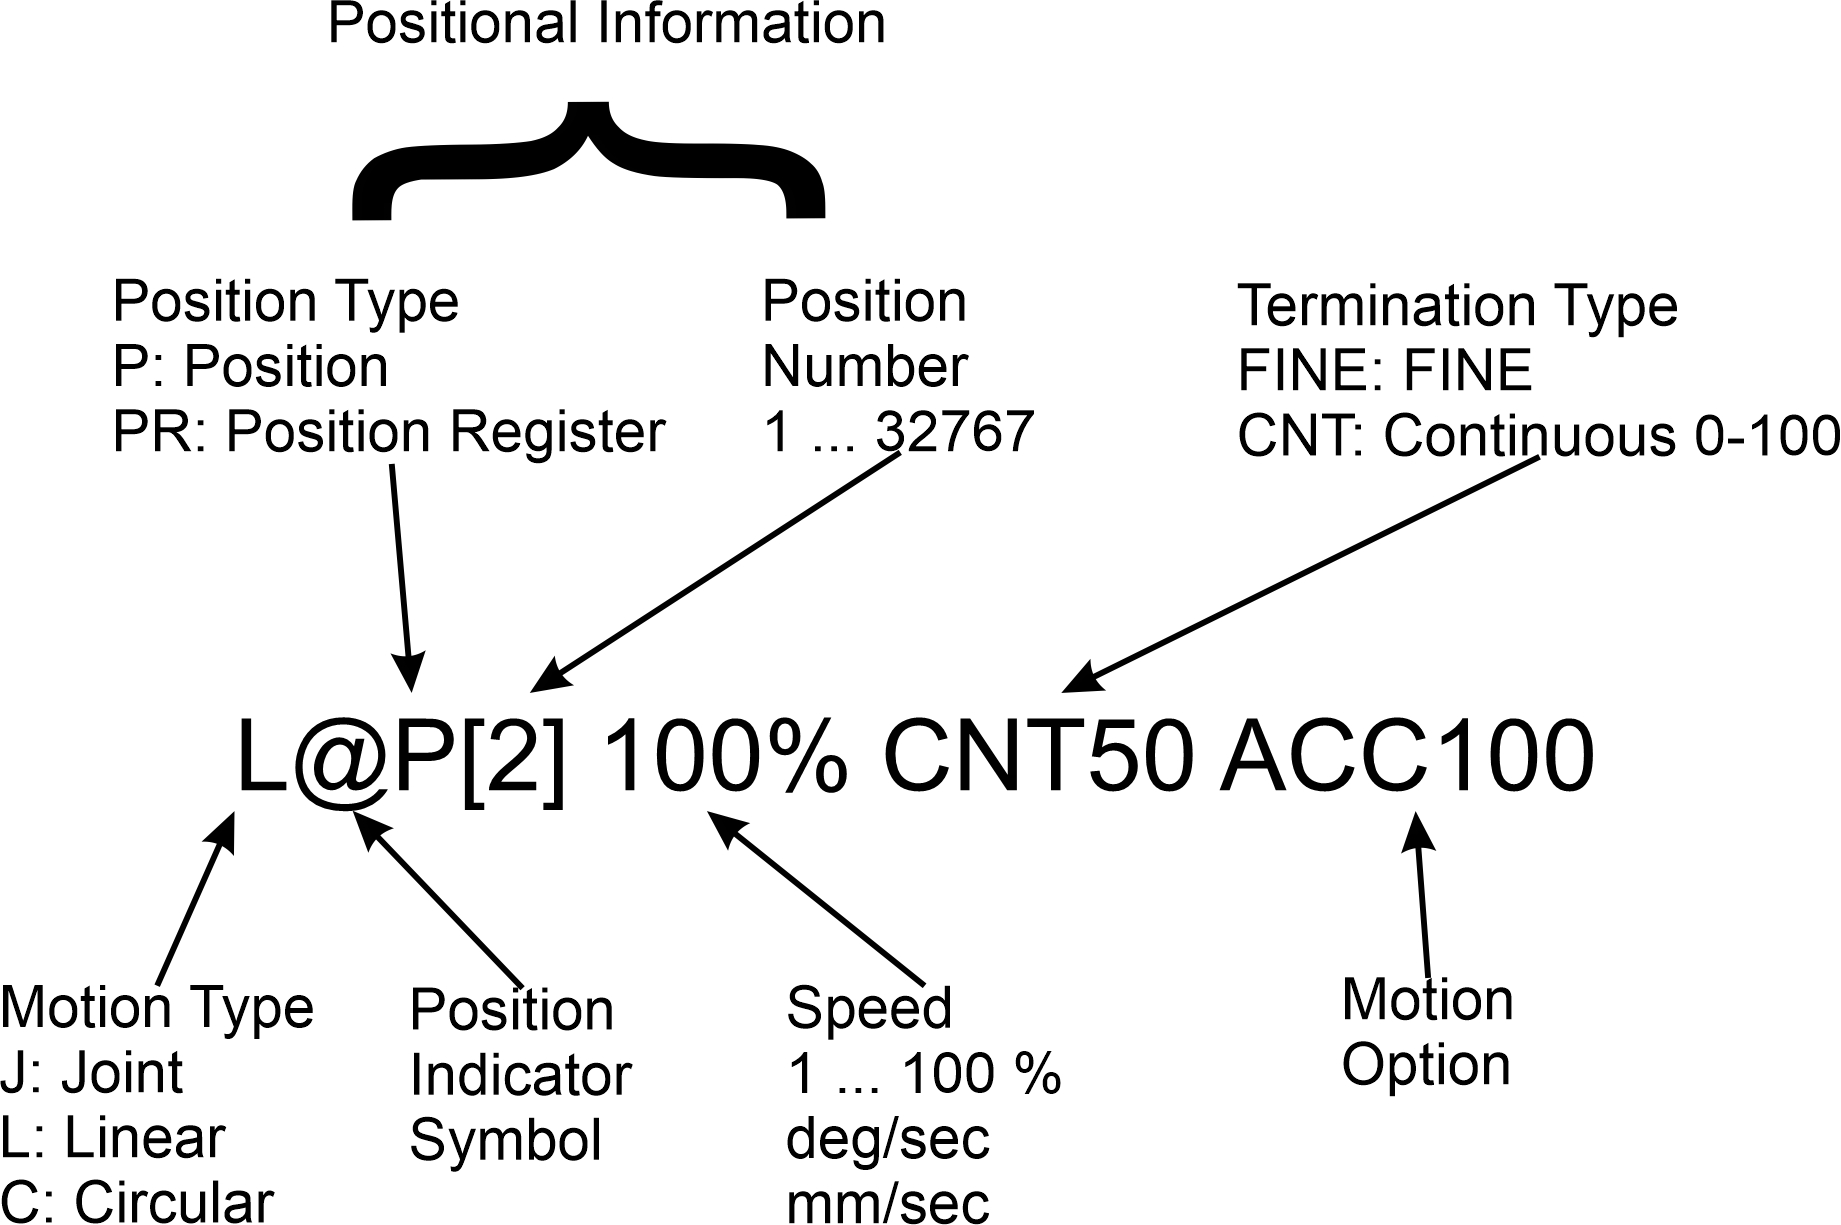 Positional Information
Position Type
P: Position
PR: Position Register
Position
Number
1 ... 32767
Termination Type
FINE: FINE
CNT: Continuous 0-100
L@P[2] 100% CNT50 ACC100
Motion Type
J: Joint
L: Linear
C: Circular
Position
Indicator
Symbol
Speed
1 ... 100 %
deg/sec
mm/sec
Motion
Option